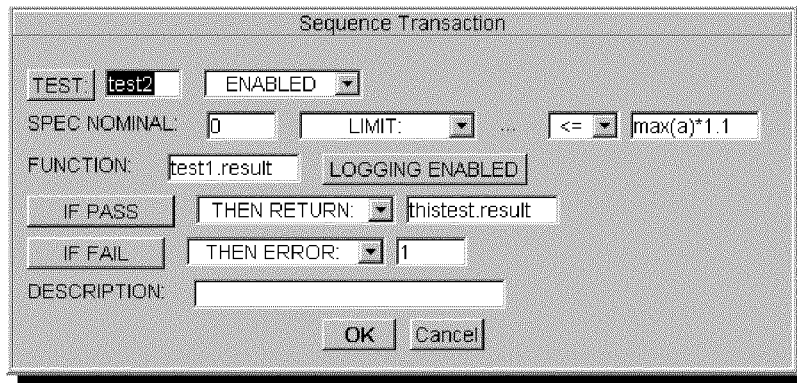 Sequence Transaction
TEST: test2 ENABLED
SPEC NOMINAL: 0 LIMIT: ... <= max(a)*1.1
FUNCTION: test1.result LOGGING ENABLED
IF PASS THEN RETURN: thistest.result
IF FAIL THEN ERROR: 1
DESCRIPTION:
OK Cancel